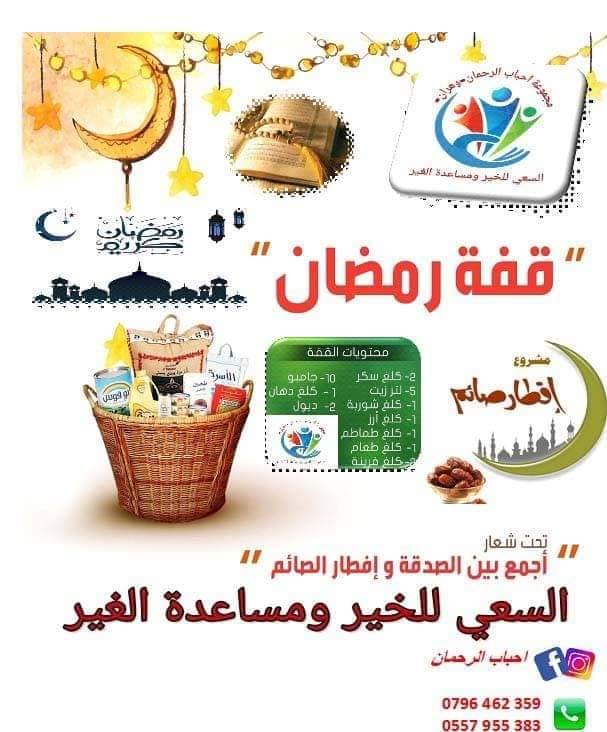 مجموعة احباب الرحمان -وهران-
السعي للخير ومساعدة الغير
رمضان
كريم
" قفة رمضان "
محتويات القفة
2- كلغ سكر
5- لتر زيت
1- كلغ شوربة
1- كلغ أرز
1- كلغ طماطم
1- كلغ طعام
كلغ فرينة
10- جامبو
1 - كلغ دهان
2- ديول
مشروع
إفطار صائم
الأسرة
تحت شعار
" أجمع بين الصدقة و إفطار الصائم "
السعي للخير ومساعدة الغير
احباب الرحمان
0796 462 359
0557 955 383